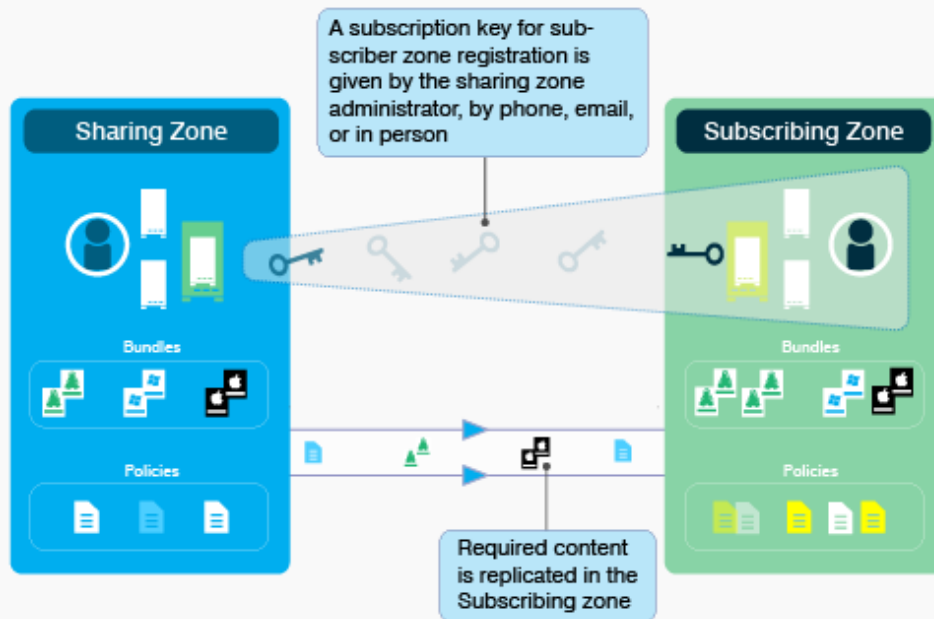 A subscription key for sub-
scriber zone registration is
given by the sharing zone
administrator, by phone, email,
or in person
Sharing Zone
Subscribing Zone
Bundles
Bundles
Policies
Policies
Required content
is replicated in the
Subscribing zone